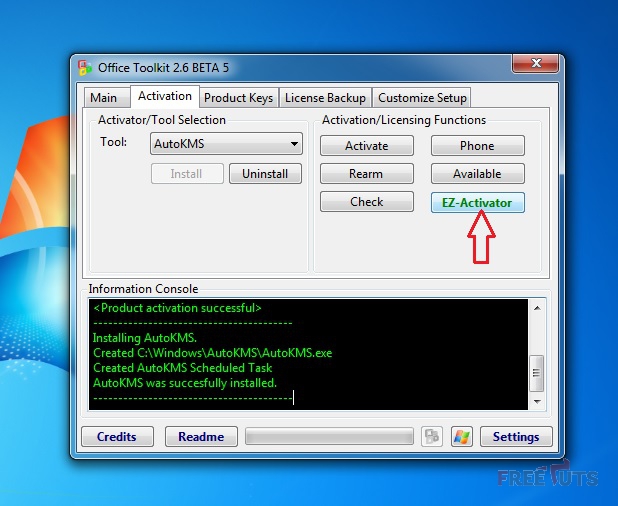 Office Toolkit 2.6 BETA 5
Main Activation Product Keys License Backup Customize Setup
Activator/Tool Selection
Tool: AutoKMS
Install Uninstall
Activation/Licensing Functions
Activate Phone
Rearm Available
Check EZ-Activator
Information Console
<Product activation successful>
----------------------------------------
Installing AutoKMS.
Created C:\Windows\AutoKMS\AutoKMS.exe
Created AutoKMS Scheduled Task
AutoKMS was succesfully installed.
----------------------------------------
Credits Readme Settings
FREETUTS